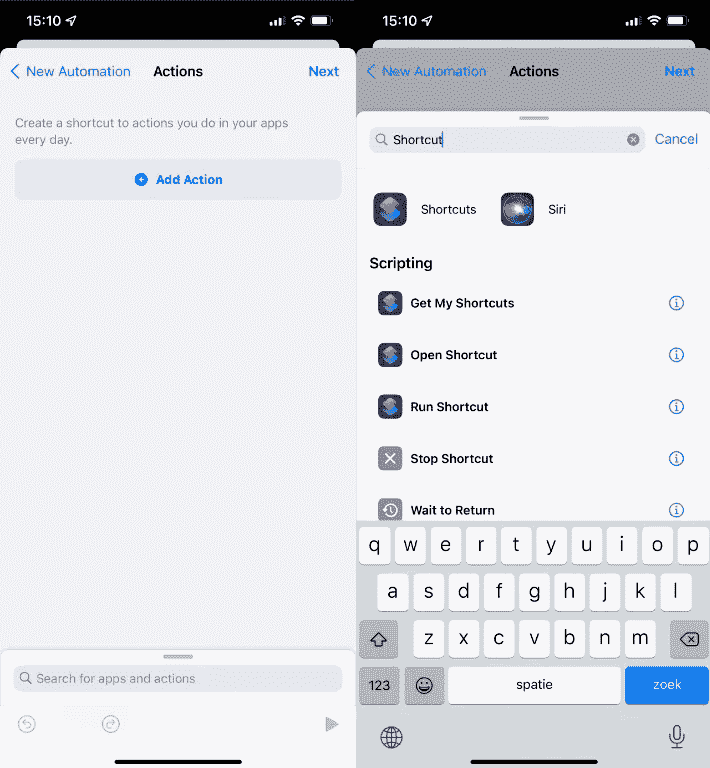 15:10
New Automation
Actions
Next
Create a shortcut to actions you do in your apps
every day.
Add Action
Search for apps and actions
15:10
New Automation
Actions
Next
Shortcut
Cancel
Shortcuts
Siri
Scripting
Get My Shortcuts
Open Shortcut
Run Shortcut
Stop Shortcut
Wait to Return
q w e r t y u i o p
a s d f g h j k l
z x c v b n m
123
spatie
zoek